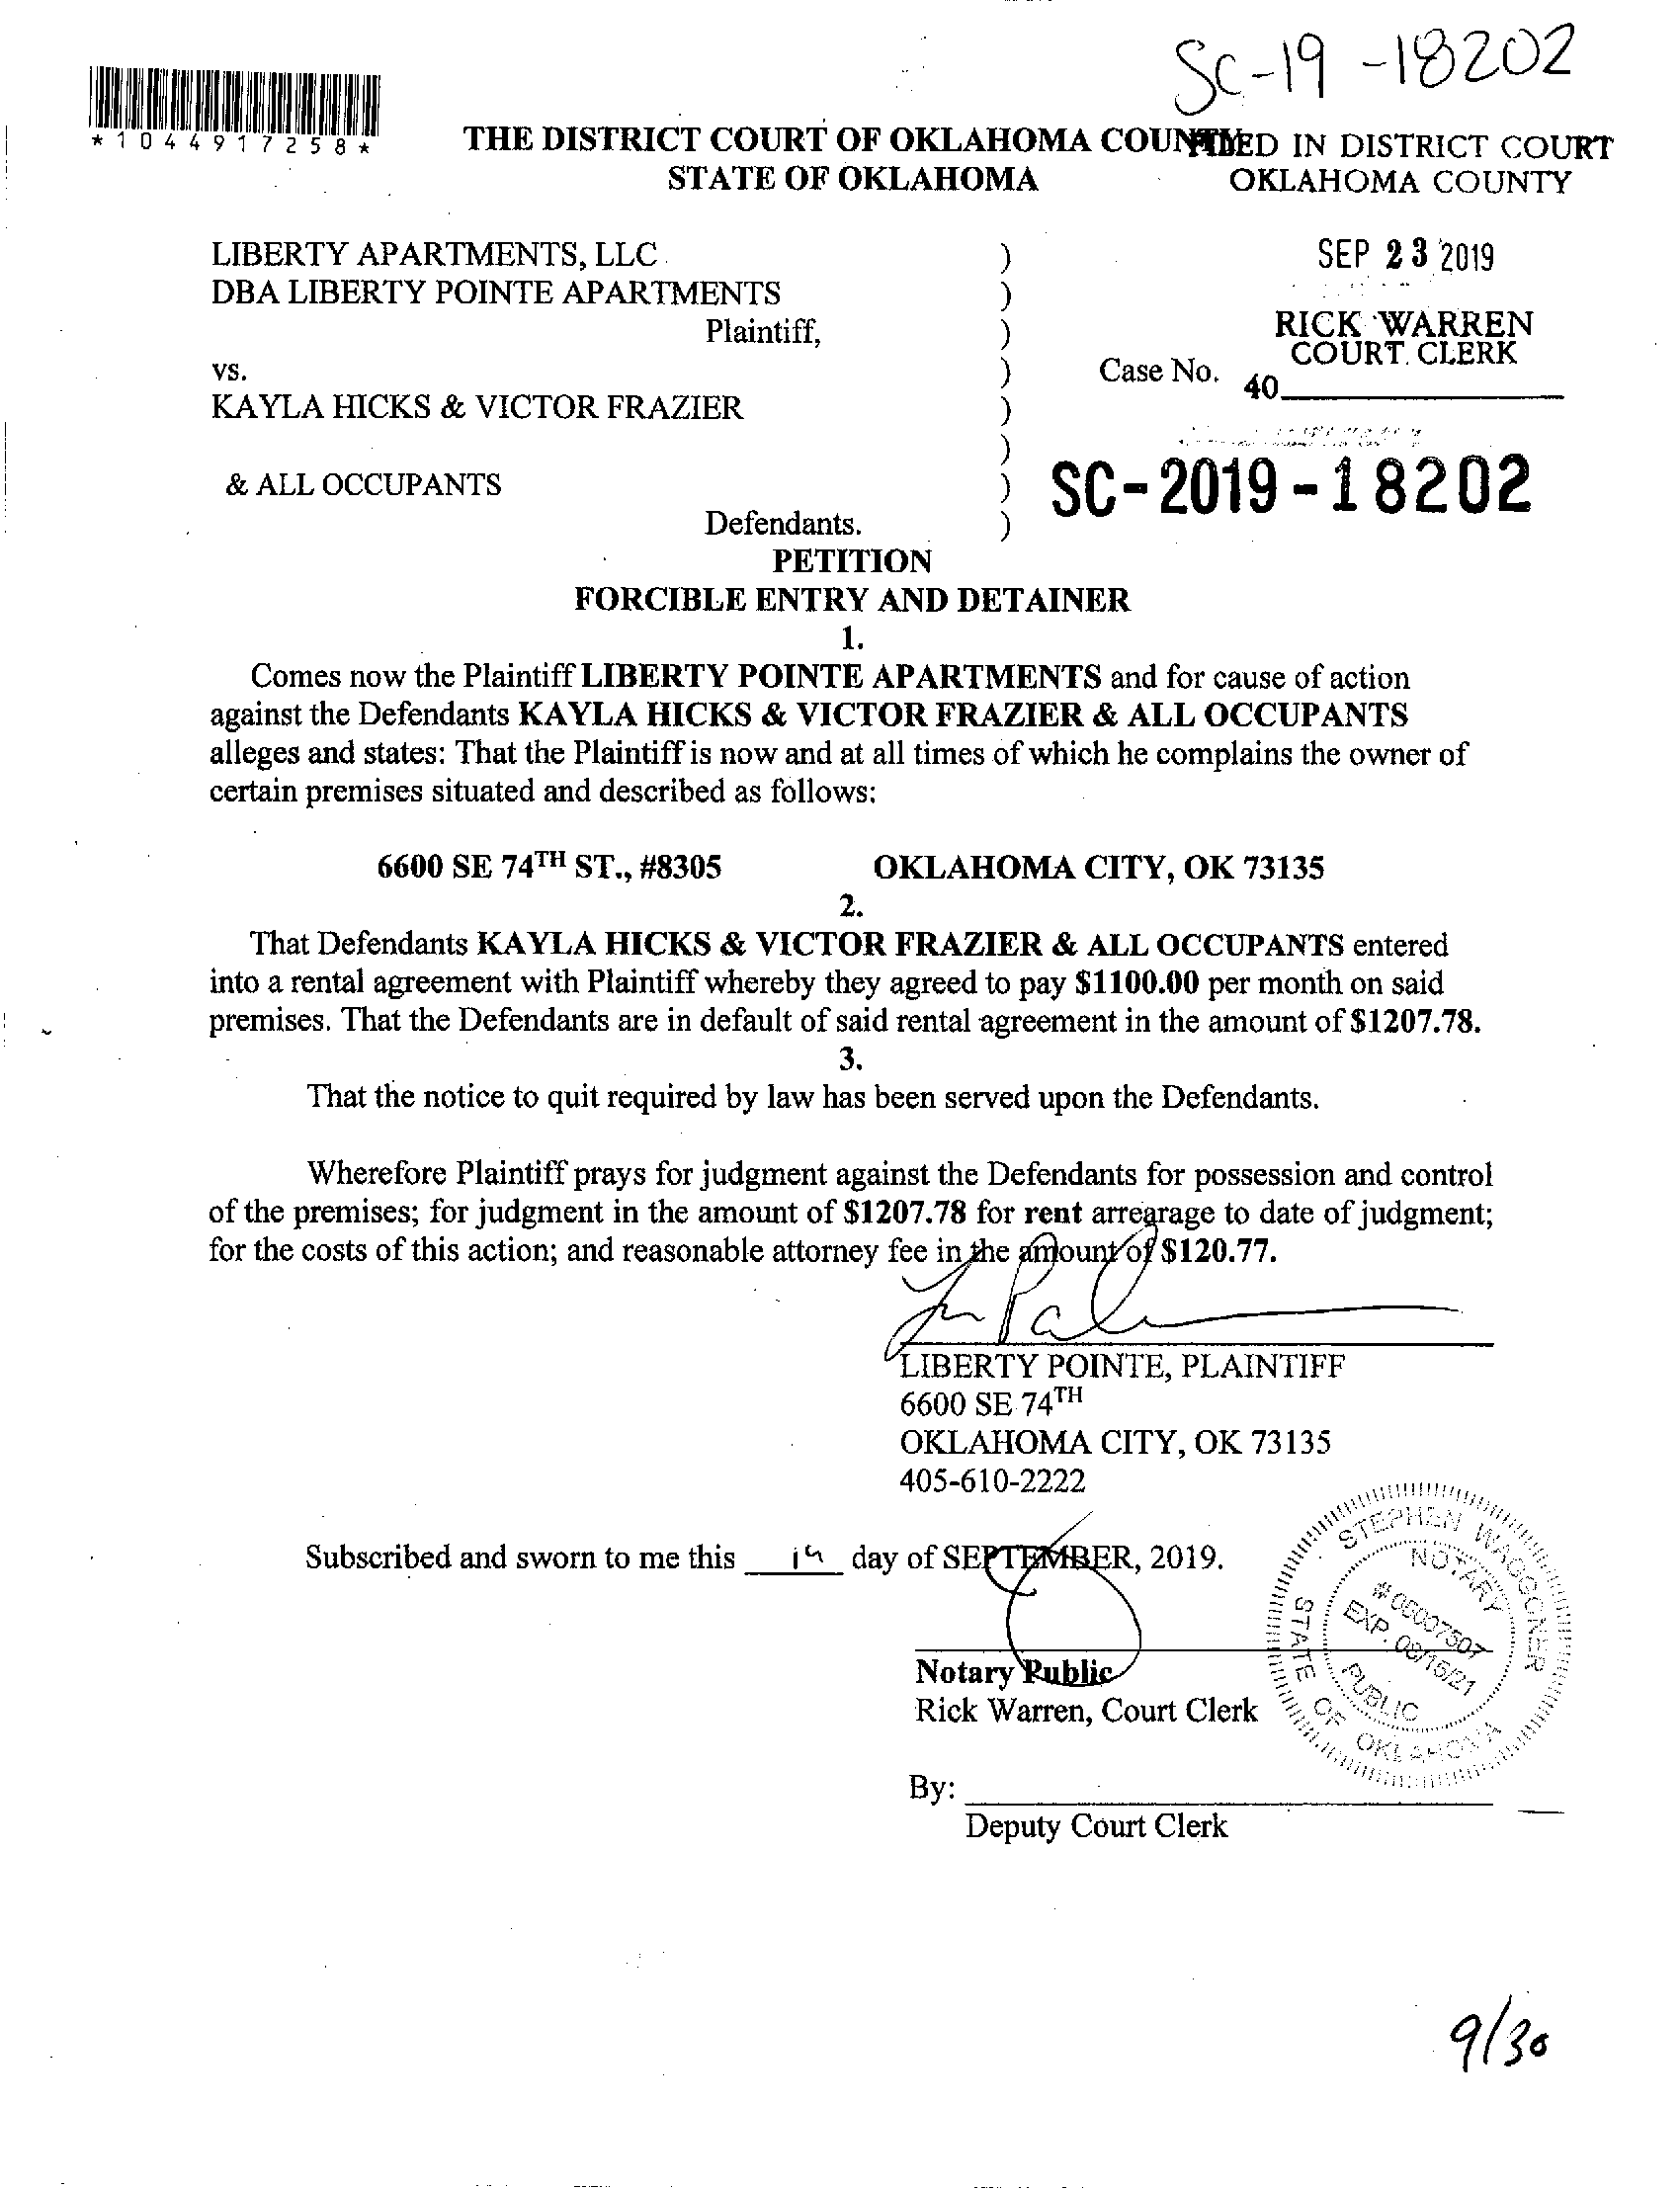 SC-19-18202
*1044917258*
THE DISTRICT COURT OF OKLAHOMA COUNTY
STATE OF OKLAHOMA
FILED IN DISTRICT COURT
OKLAHOMA COUNTY
SEP 23 2019
RICK WARREN
COURT CLERK
40
LIBERTY APARTMENTS, LLC )
DBA LIBERTY POINTE APARTMENTS )
Plaintiff, )
vs. ) Case No.
KAYLA HICKS & VICTOR FRAZIER )
)
& ALL OCCUPANTS ) SC-2019-18202
Defendants. )
PETITION
FORCIBLE ENTRY AND DETAINER
1.
Comes now the Plaintiff LIBERTY POINTE APARTMENTS and for cause of action
against the Defendants KAYLA HICKS & VICTOR FRAZIER & ALL OCCUPANTS
alleges and states: That the Plaintiff is now and at all times of which he complains the owner of
certain premises situated and described as follows:
6600 SE 74TH ST., #8305 OKLAHOMA CITY, OK 73135
2.
That Defendants KAYLA HICKS & VICTOR FRAZIER & ALL OCCUPANTS entered
into a rental agreement with Plaintiff whereby they agreed to pay $1100.00 per month on said
premises. That the Defendants are in default of said rental agreement in the amount of $1207.78.
3.
That the notice to quit required by law has been served upon the Defendants.
Wherefore Plaintiff prays for judgment against the Defendants for possession and control
of the premises; for judgment in the amount of $1207.78 for rent arrearage to date of judgment;
for the costs of this action; and reasonable attorney fee in the amount of $120.77.
LIBERTY POINTE, PLAINTIFF
6600 SE 74TH
OKLAHOMA CITY, OK 73135
405-610-2222
Subscribed and sworn to me this 19 day of SEPTEMBER, 2019.
STEPHEN WAGGONER
NOTARY
# 05007507
EXP. 08/15/21
PUBLIC
STATE OF OKLAHOMA
Notary Public
Rick Warren, Court Clerk
By:
Deputy Court Clerk
9/30